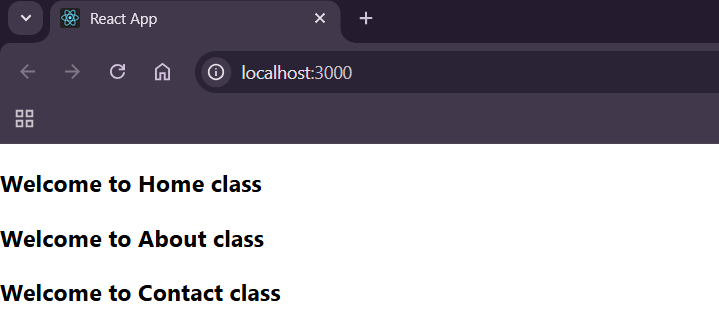 React App
localhost:3000
Welcome to Home class
Welcome to About class
Welcome to Contact class